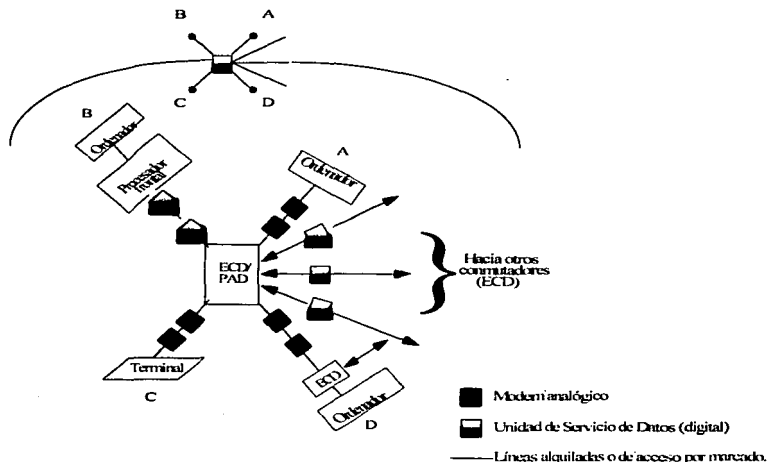 B
A
C
D
B
Ordenador
Procesador
frontal
A
Ordenador
ECD/
PAD
Hacia otros
conmutadores
(ECD)
Terminal
C
ECD
Ordenador
D
Modem analógico
Unidad de Servicio de Datos (digital)
Líneas alquiladas o de acceso por marcado.